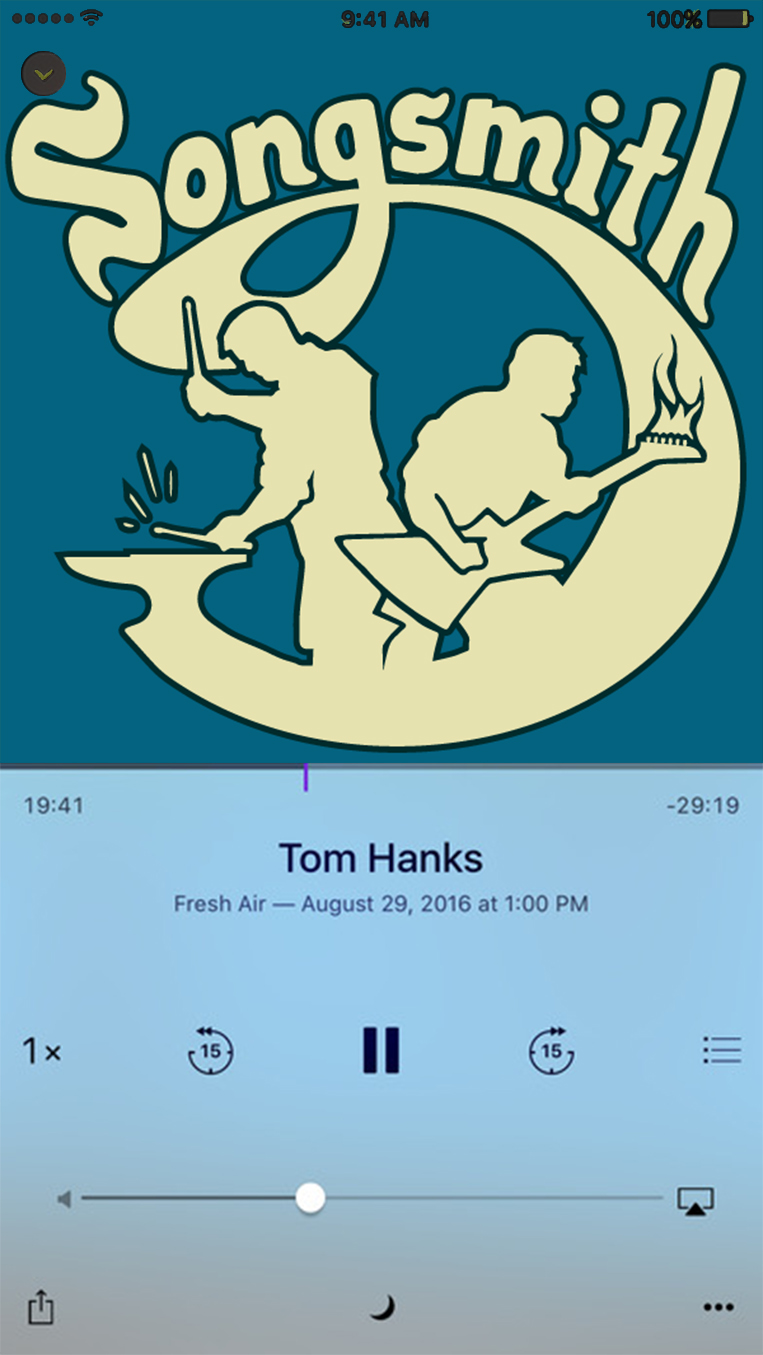 9:41 AM 100%
Songsmith
19:41 -29:19
Tom Hanks
Fresh Air — August 29, 2016 at 1:00 PM
1× 15 15